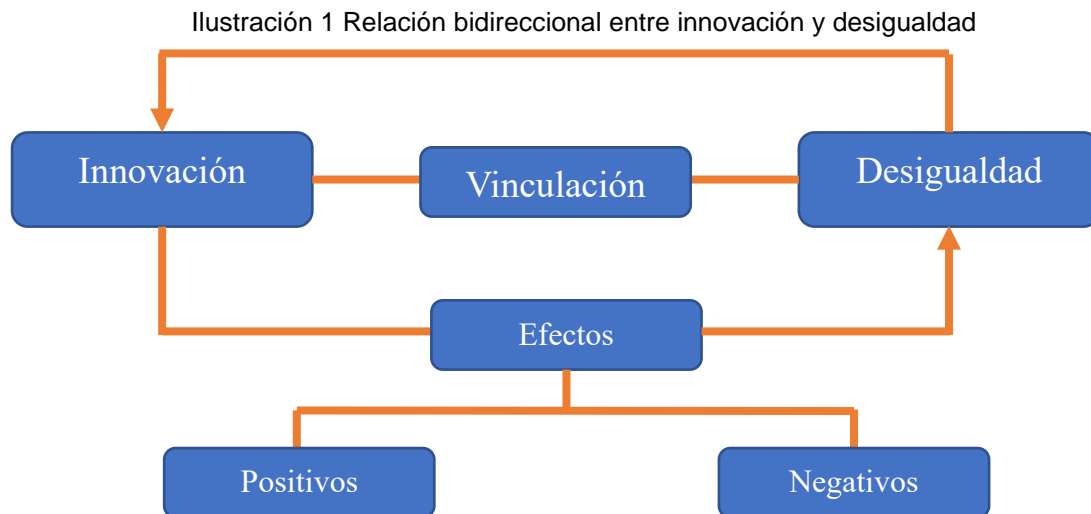 Ilustración 1 Relación bidireccional entre innovación y desigualdad
Innovación
Vinculación
Desigualdad
Efectos
Positivos
Negativos